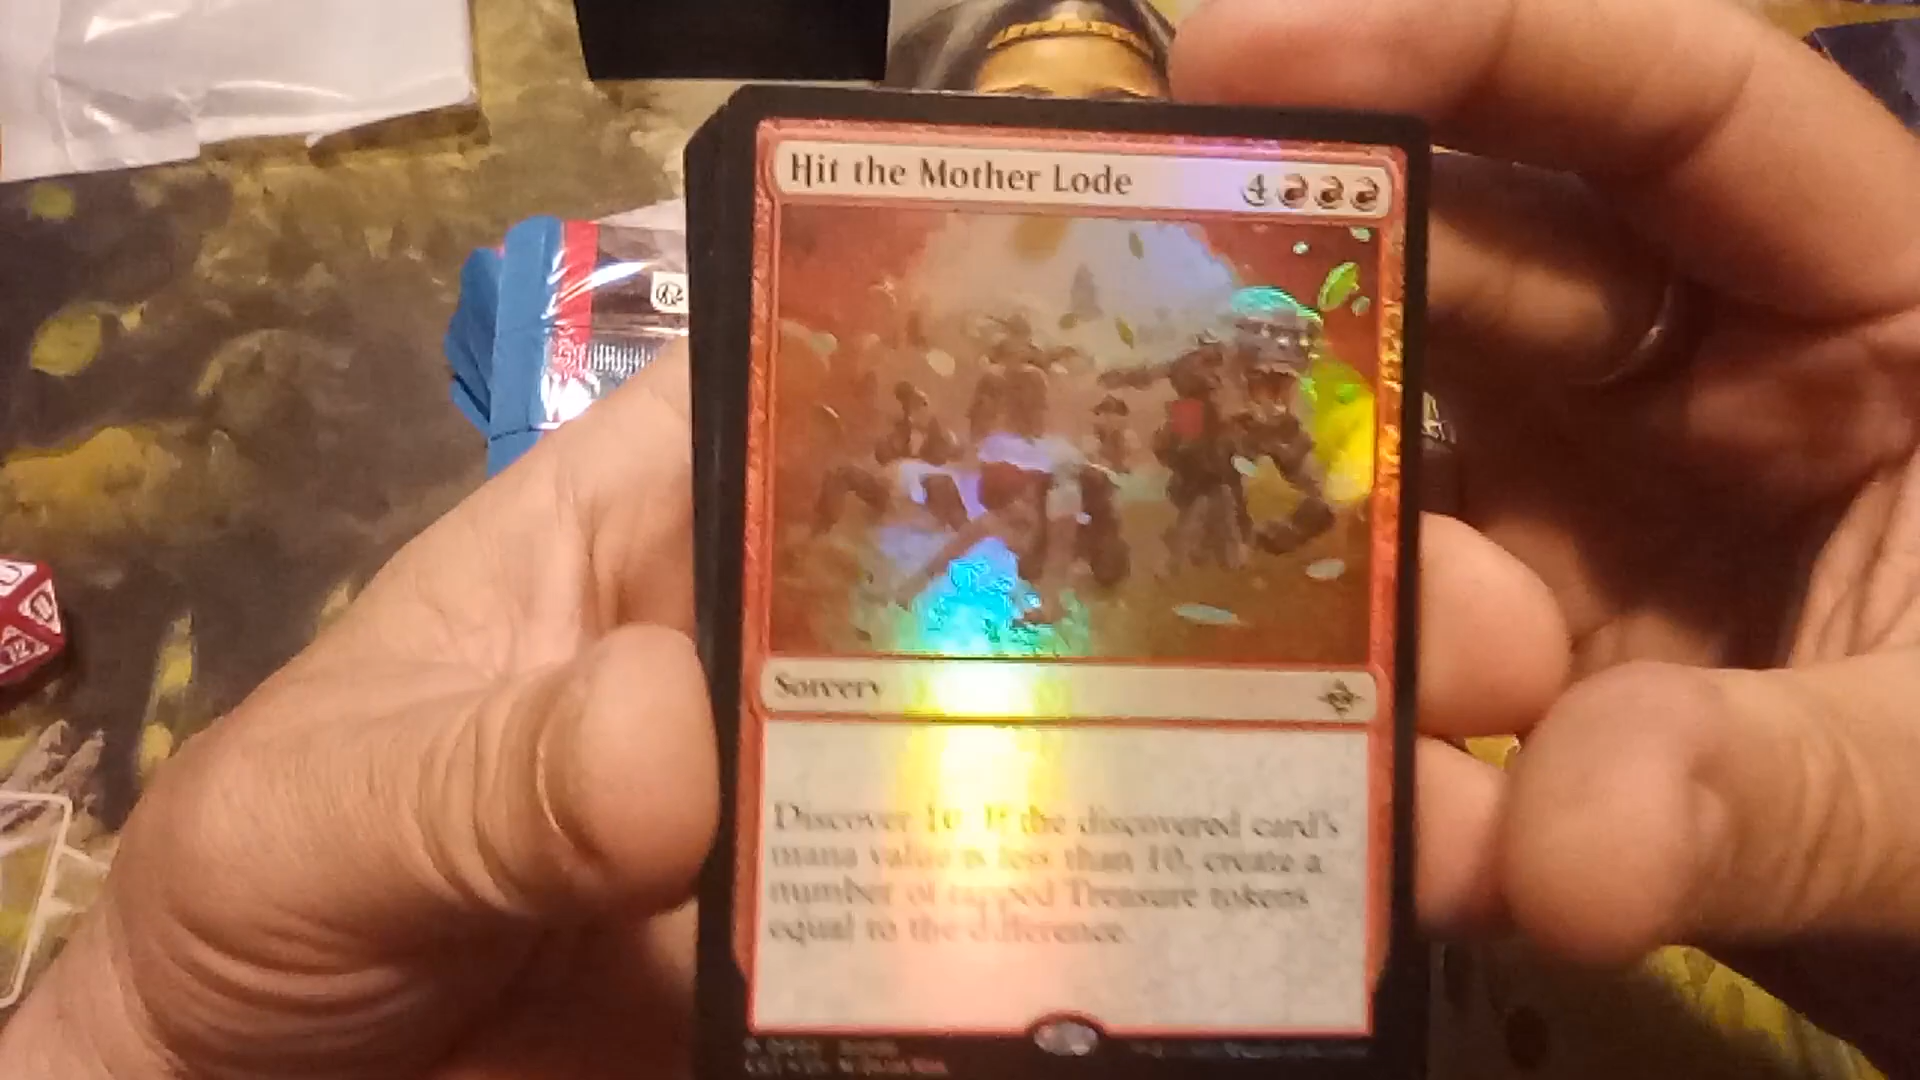 Hit the Mother Lode 4
Sorcery
Discover 10. If the discovered card's
mana value is less than 10, create a
number of tapped Treasure tokens
equal to the difference.
12